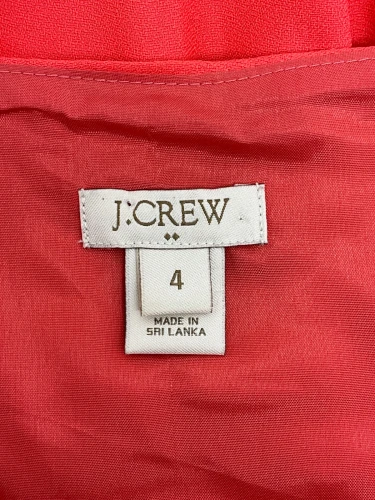 J.CREW
4
MADE IN
SRI LANKA